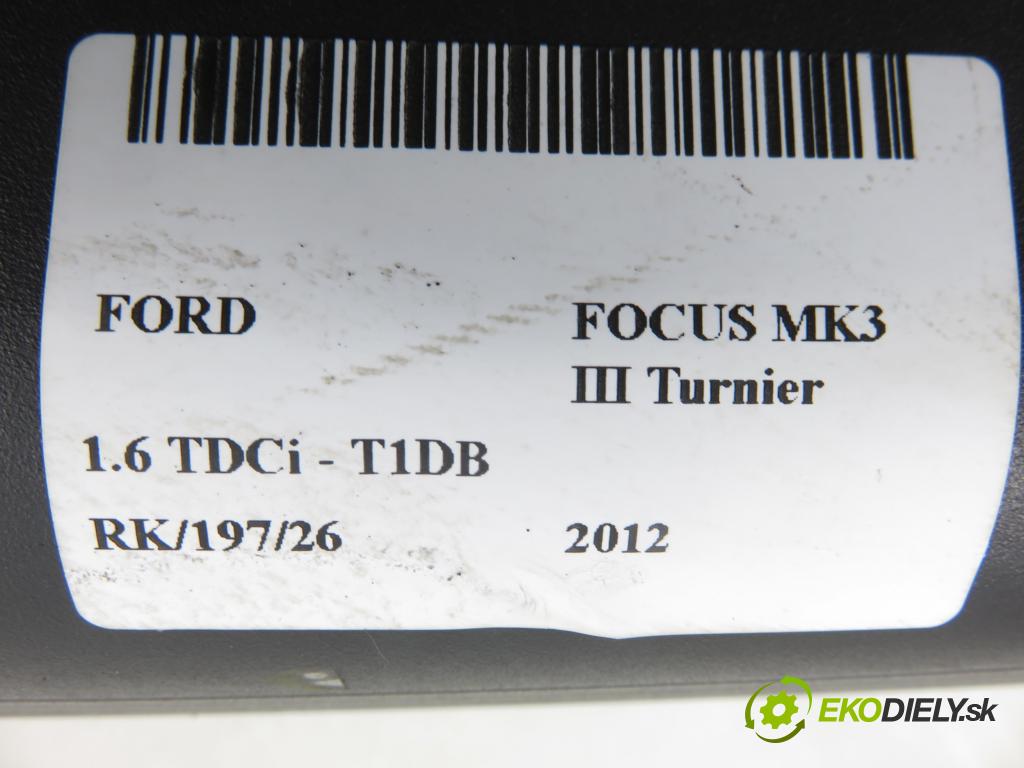 FORD FOCUS MK3
III Turnier
1.6 TDCi - T1DB
RK/197/26 2012
EKODIELY.sk